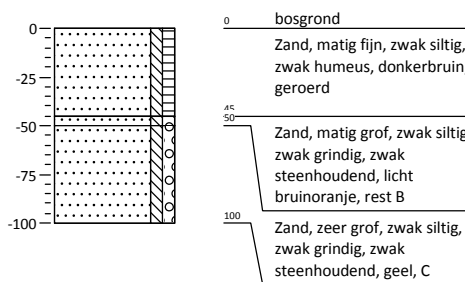 0
-25
-50
-75
-100
0 bosgrond
Zand, matig fijn, zwak siltig,
zwak humeus, donkerbruin,
geroerd
45
50
Zand, matig grof, zwak siltig,
zwak grindig, zwak
steenhoudend, licht
bruinoranje, rest B
100
Zand, zeer grof, zwak siltig,
zwak grindig, zwak
steenhoudend, geel, C